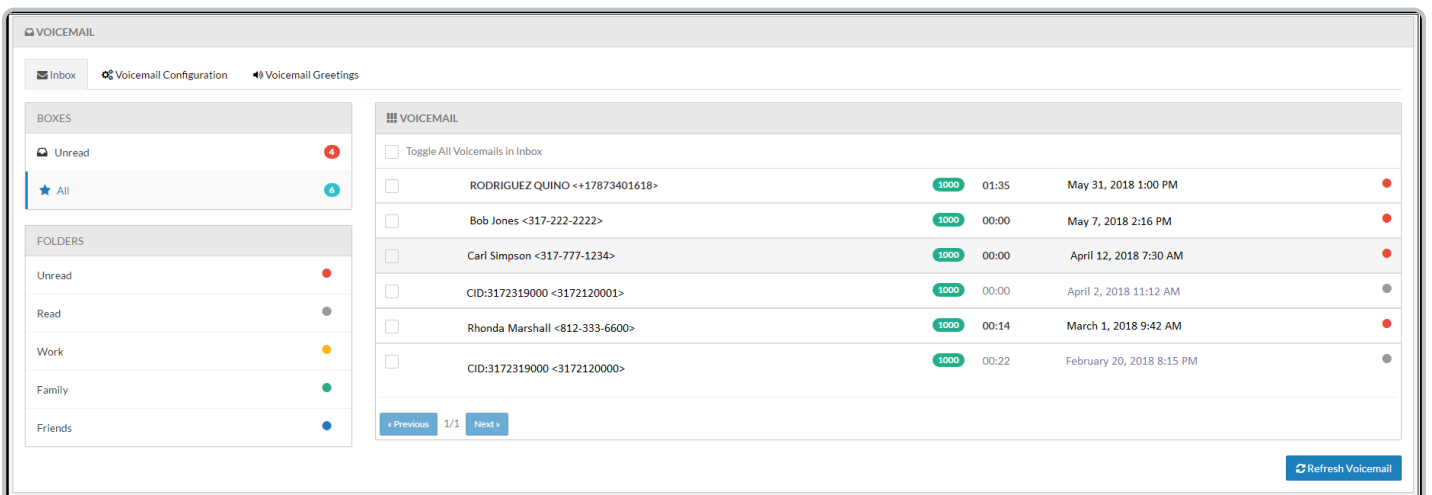 VOICEMAIL
Inbox Voicemail Configuration Voicemail Greetings
BOXES
Unread 4
All 6
FOLDERS
Unread
Read
Work
Family
Friends
VOICEMAIL
Toggle All Voicemails in Inbox
RODRIGUEZ QUINO <+17873401618> 1000 01:35 May 31, 2018 1:00 PM
Bob Jones <317-222-2222> 1000 00:00 May 7, 2018 2:16 PM
Carl Simpson <317-777-1234> 1000 00:00 April 12, 2018 7:30 AM
CID:3172319000 <3172120001> 1000 00:00 April 2, 2018 11:12 AM
Rhonda Marshall <812-333-6600> 1000 00:14 March 1, 2018 9:42 AM
CID:3172319000 <3172120000> 1000 00:22 February 20, 2018 8:15 PM
« Previous 1/1 Next »
Refresh Voicemail